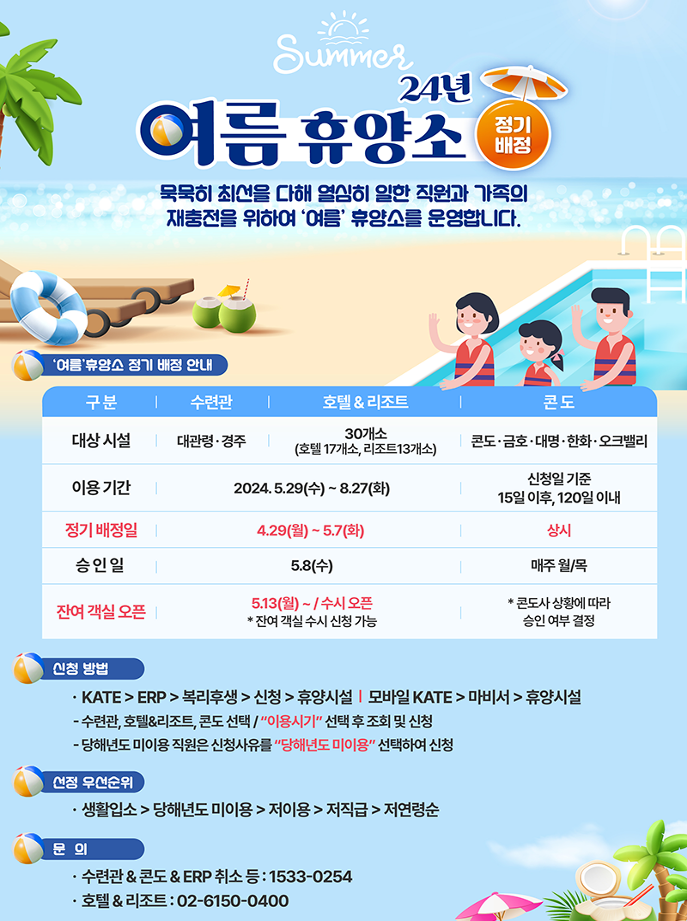 Summer
24년
여름 휴양소
정기
배정
묵묵히 최선을 다해 열심히 일한 직원과 가족의
재충전을 위하여 ‘여름’ 휴양소를 운영합니다.
‘여름’휴양소 정기 배정 안내
구 분 수련관 호텔 & 리조트 콘 도
대상 시설 대관령 · 경주 30개소 콘도 · 금호 · 대명 · 한화 · 오크밸리
(호텔 17개소, 리조트13개소)
이용 기간 2024. 5.29(수) ~ 8.27(화) 신청일 기준
15일 이후, 120일 이내
정기 배정일 4.29(월) ~ 5.7(화) 상시
승 인 일 5.8(수) 매주 월/목
잔여 객실 오픈 5.13(월) ~ / 수시 오픈 * 콘도사 상황에 따라
* 잔여 객실 수시 신청 가능 승인 여부 결정
신청 방법
· KATE > ERP > 복리후생 > 신청 > 휴양시설 | 모바일 KATE > 마비서 > 휴양시설
- 수련관, 호텔&리조트, 콘도 선택 / “이용시기“ 선택 후 조회 및 신청
- 당해년도 미이용 직원은 신청사유를 “당해년도 미이용” 선택하여 신청
선정 우선순위
· 생활입소 > 당해년도 미이용 > 저이용 > 저직급 > 저연령순
문 의
· 수련관 & 콘도 & ERP 취소 등 : 1533-0254
· 호텔 & 리조트 : 02-6150-0400